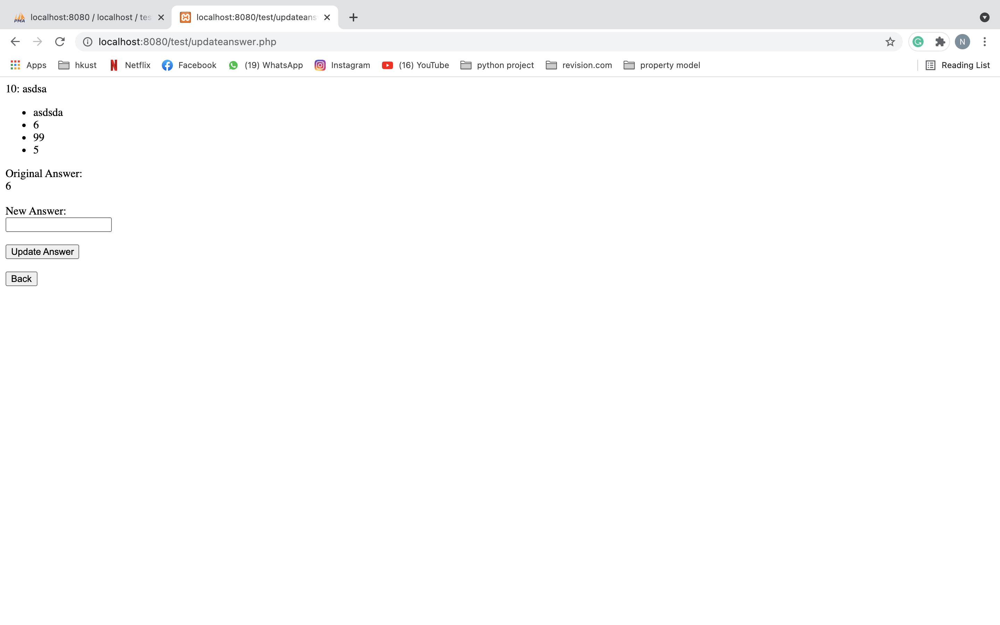 PMA localhost:8080 / localhost / tes localhost:8080/test/updateans
localhost:8080/test/updateanswer.php N
Apps hkust Netflix Facebook (19) WhatsApp Instagram (16) YouTube python project revision.com property model Reading List
10: asdsa
• asdsda
• 6
• 99
• 5
Original Answer:
6
New Answer:
Update Answer
Back